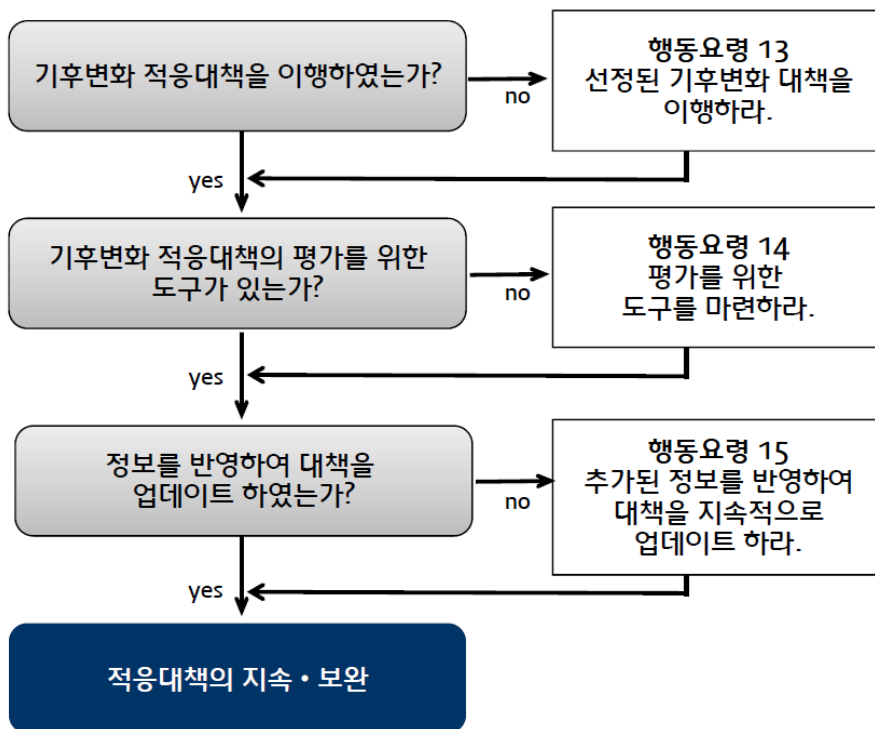 기후변화 적응대책을 이행하였는가?
no
행동요령 13
선정된 기후변화 대책을
이행하라.
yes
기후변화 적응대책의 평가를 위한
도구가 있는가?
no
행동요령 14
평가를 위한
도구를 마련하라.
yes
정보를 반영하여 대책을
업데이트 하였는가?
no
행동요령 15
추가된 정보를 반영하여
대책을 지속적으로
업데이트 하라.
yes
적응대책의 지속・보완